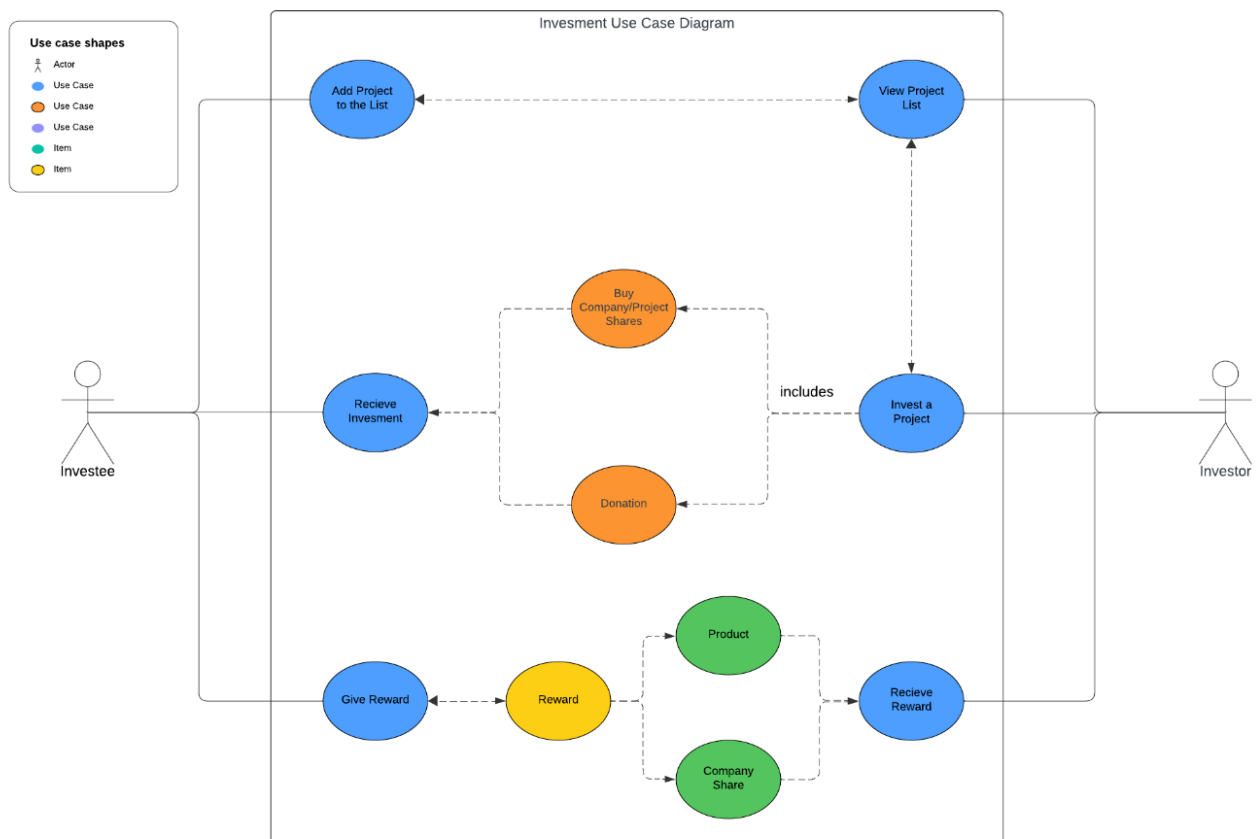 Invesment Use Case Diagram
Use case shapes
Actor
Use Case
Use Case
Use Case
Item
Item
Add Project
to the List
View Project
List
Buy
Company/Project
Shares
includes
Recieve
Invesment
Invest a
Project
Investee
Investor
Donation
Product
Give Reward
Reward
Recieve
Reward
Company
Share